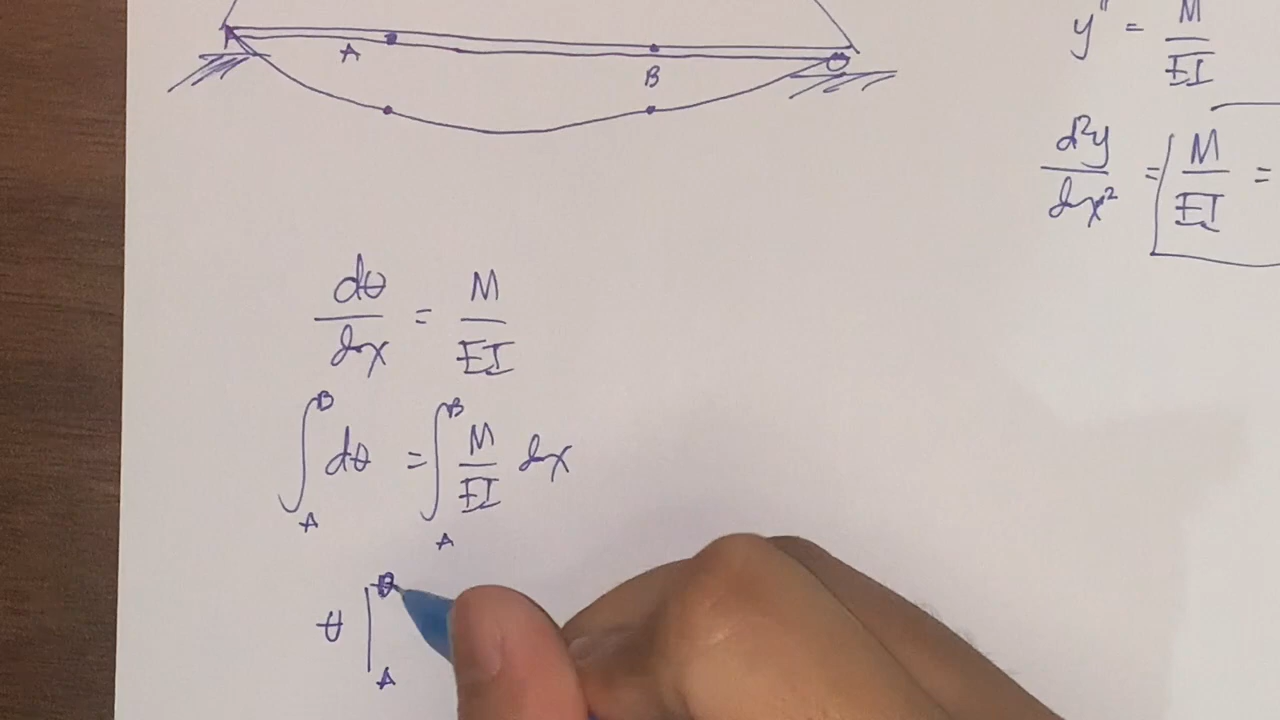 A
B
y" = M/EI
d²y/dx² = M/EI =
dθ/dx = M/EI
∫_A^B dθ = ∫_A^B M/EI dx
θ |_A^B